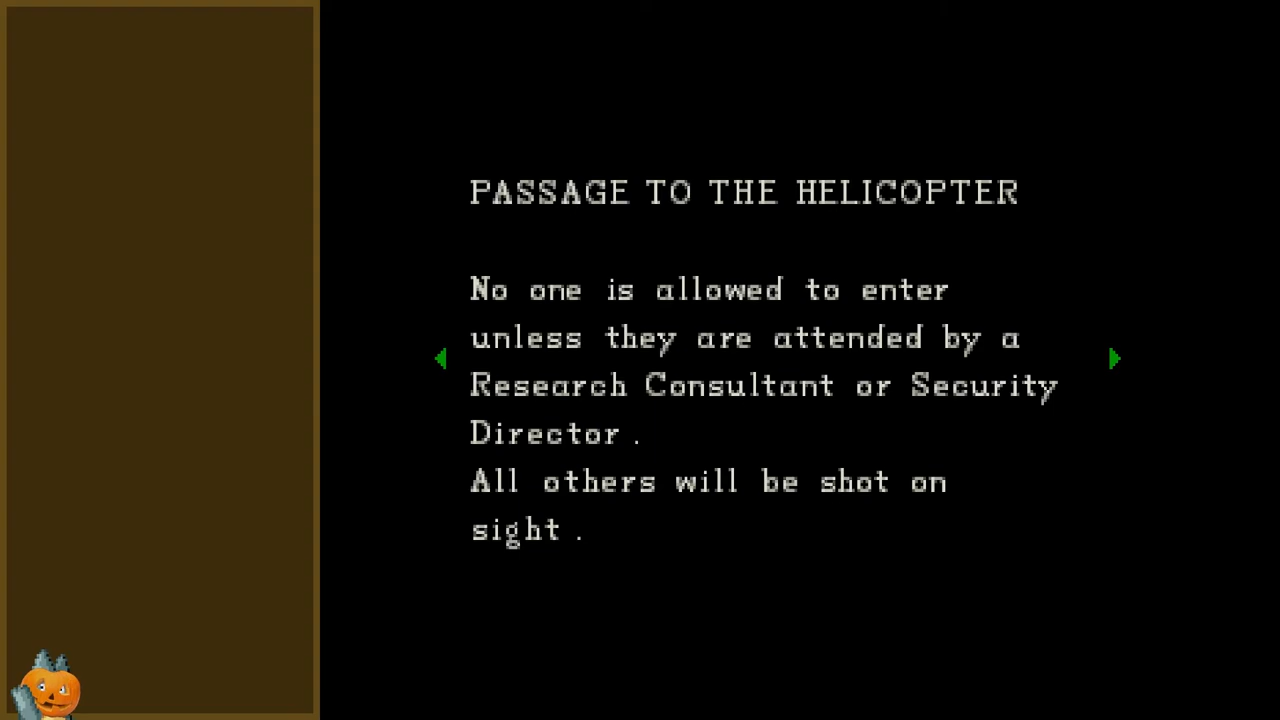 PASSAGE TO THE HELICOPTER
No one is allowed to enter
unless they are attended by a
Research Consultant or Security
Director.
All others will be shot on
sight.